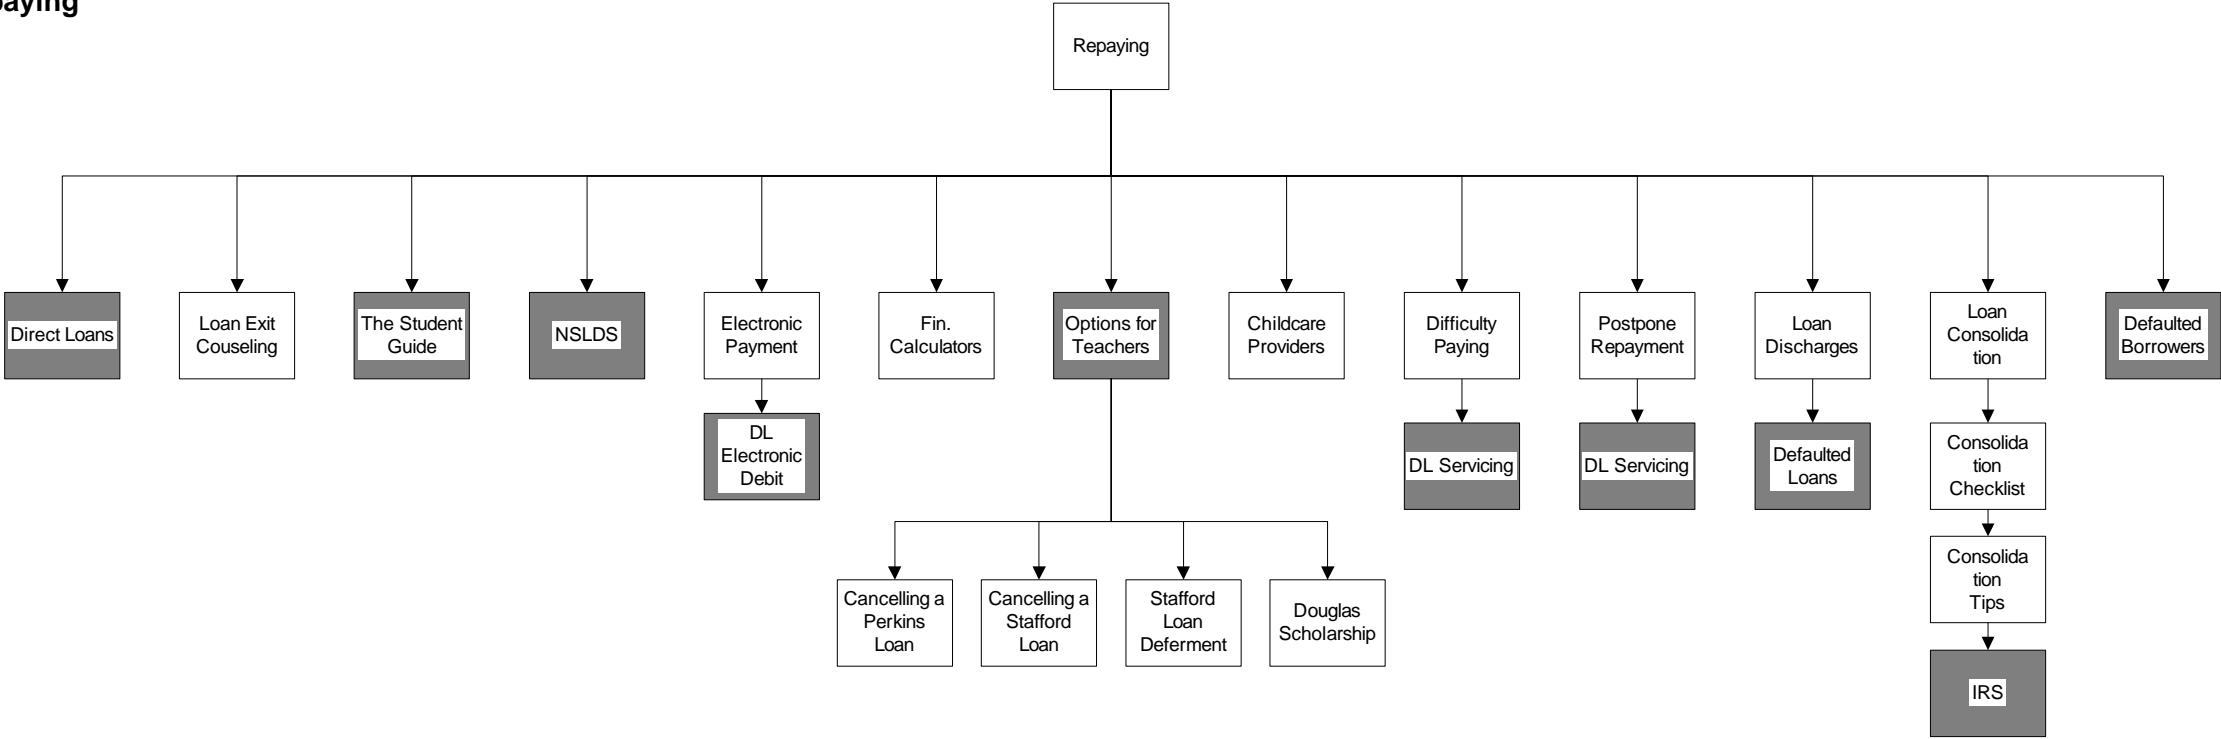 paying
Repaying
Direct Loans
Loan Exit
Couseling
The Student
Guide
NSLDS
Electronic
Payment
Fin.
Calculators
Options for
Teachers
Childcare
Providers
Difficulty
Paying
Postpone
Repayment
Loan
Discharges
Loan
Consolida
tion
Defaulted
Borrowers
DL
Electronic
Debit
DL Servicing
DL Servicing
Defaulted
Loans
Consolida
tion
Checklist
Cancelling a
Perkins
Loan
Cancelling a
Stafford
Loan
Stafford
Loan
Deferment
Douglas
Scholarship
Consolida
tion
Tips
IRS